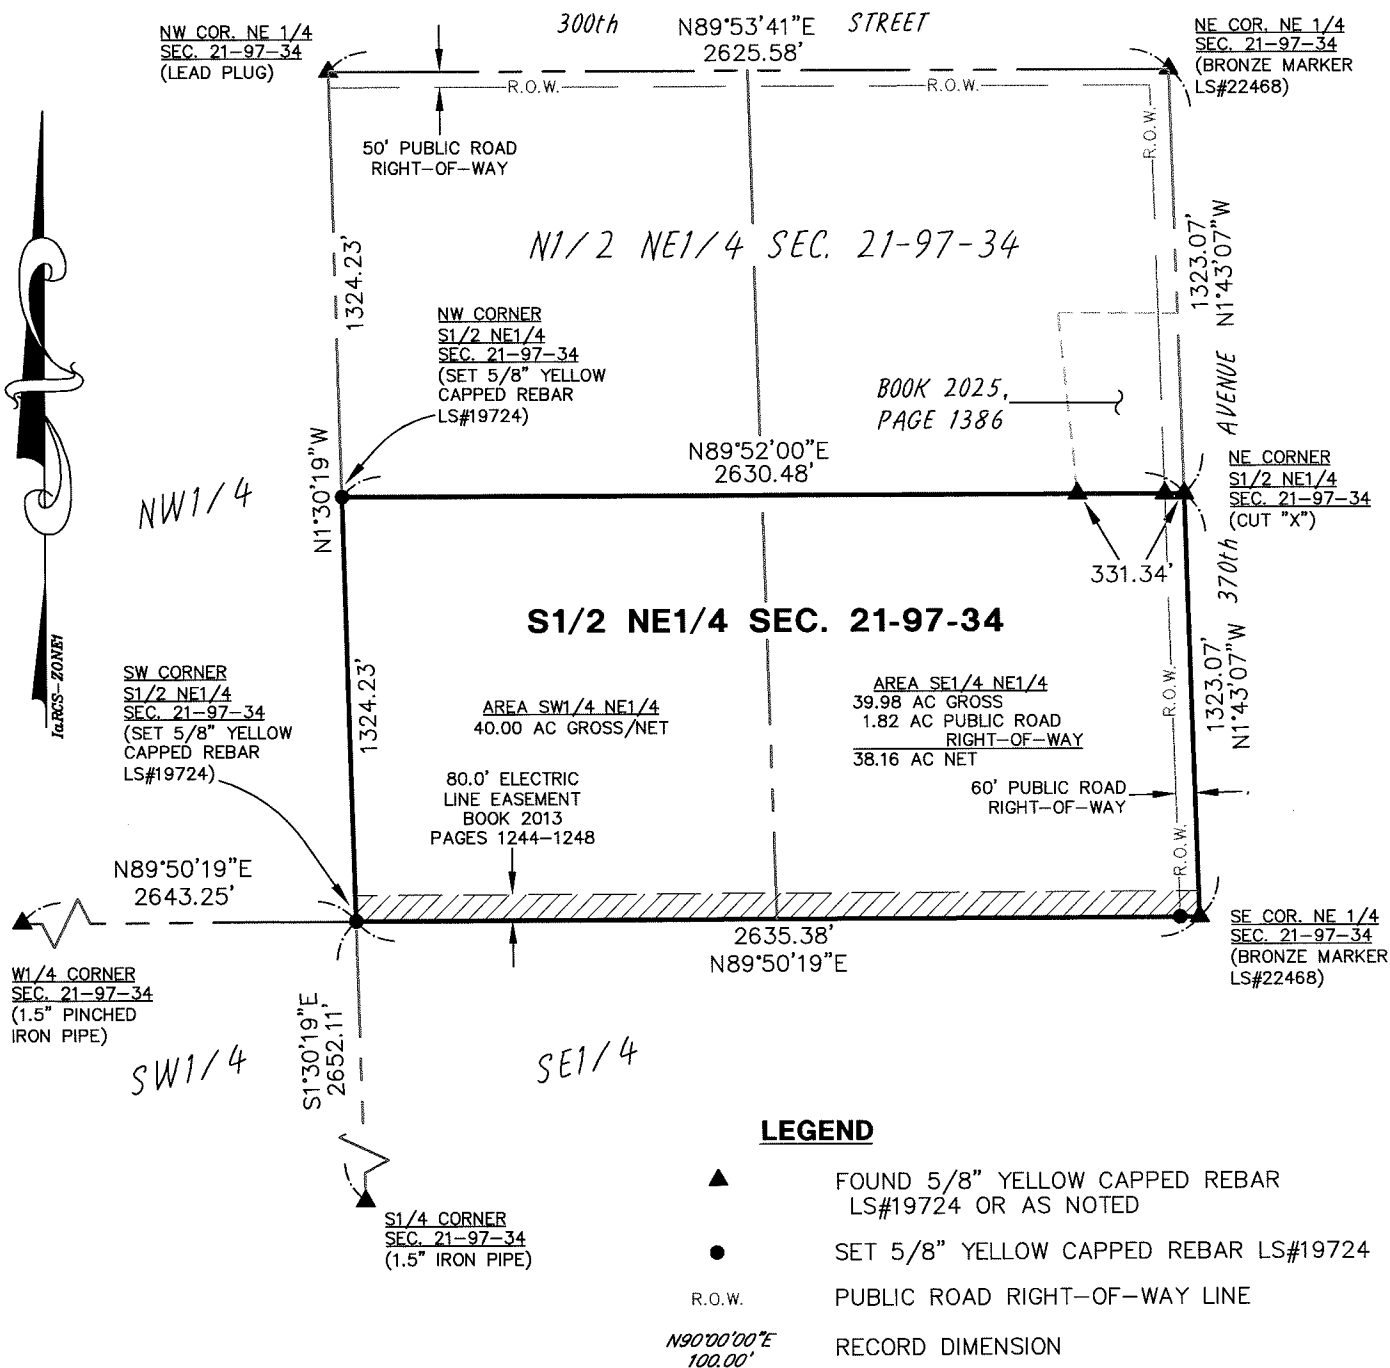 300th STREET
N89°53'41"E
2625.58'
NW COR. NE 1/4
SEC. 21-97-34
(LEAD PLUG)
NE COR. NE 1/4
SEC. 21-97-34
(BRONZE MARKER
LS#22468)
R.O.W.
R.O.W.
R.O.W.
50' PUBLIC ROAD
RIGHT-OF-WAY
N1/2 NE1/4 SEC. 21-97-34
1324.23'
1323.07'
N1°43'07"W
NW CORNER
S1/2 NE1/4
SEC. 21-97-34
(SET 5/8" YELLOW
CAPPED REBAR
LS#19724)
BOOK 2025,
PAGE 1386
370th AVENUE
N89°52'00"E
2630.48'
N1°30'19"W
NE CORNER
S1/2 NE1/4
SEC. 21-97-34
(CUT "X")
NW1/4
331.34'
S1/2 NE1/4 SEC. 21-97-34
IaRCS-ZONE1
SW CORNER
S1/2 NE1/4
SEC. 21-97-34
(SET 5/8" YELLOW
CAPPED REBAR
LS#19724)
1324.23'
AREA SW1/4 NE1/4
40.00 AC GROSS/NET
AREA SE1/4 NE1/4
39.98 AC GROSS
1.82 AC PUBLIC ROAD
RIGHT-OF-WAY
38.16 AC NET
R.O.W.
1323.07'
N1°43'07"W
80.0' ELECTRIC
LINE EASEMENT
BOOK 2013
PAGES 1244-1248
60' PUBLIC ROAD
RIGHT-OF-WAY
R.O.W.
N89°50'19"E
2643.25'
2635.38'
N89°50'19"E
SE COR. NE 1/4
SEC. 21-97-34
(BRONZE MARKER
LS#22468)
W1/4 CORNER
SEC. 21-97-34
(1.5" PINCHED
IRON PIPE)
S1°30'19"E
2652.11'
SW1/4
SE1/4
S1/4 CORNER
SEC. 21-97-34
(1.5" IRON PIPE)
LEGEND
FOUND 5/8" YELLOW CAPPED REBAR
LS#19724 OR AS NOTED
SET 5/8" YELLOW CAPPED REBAR LS#19724
R.O.W. PUBLIC ROAD RIGHT-OF-WAY LINE
N90°00'00"E
100.00'
RECORD DIMENSION